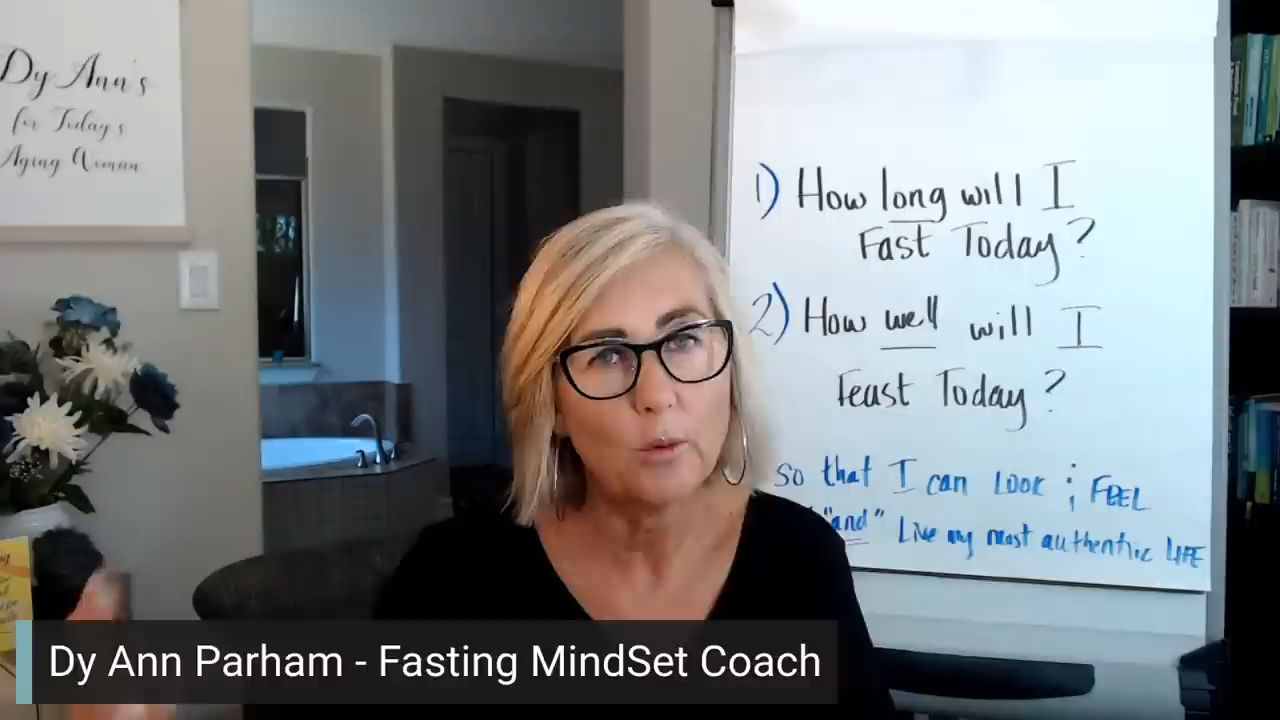 Dy Ann's
for Today's
Aging Woman
1) How long will I
Fast Today?
2) How well will I
Feast Today?
so that I can Look ; FEEL
"and" Live my most authentic LIFE
Dy Ann Parham - Fasting MindSet Coach